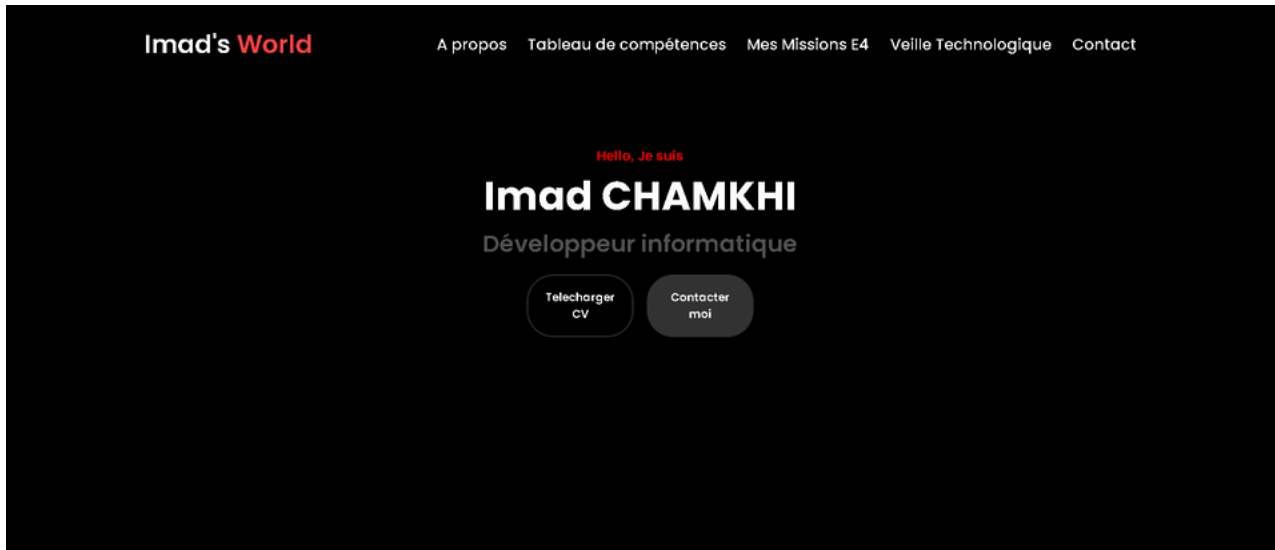 Imad's World
A propos Tableau de compétences Mes Missions E4 Veille Technologique Contact
Hello, Je suis
Imad CHAMKHI
Développeur informatique
Telecharger
CV
Contacter
moi